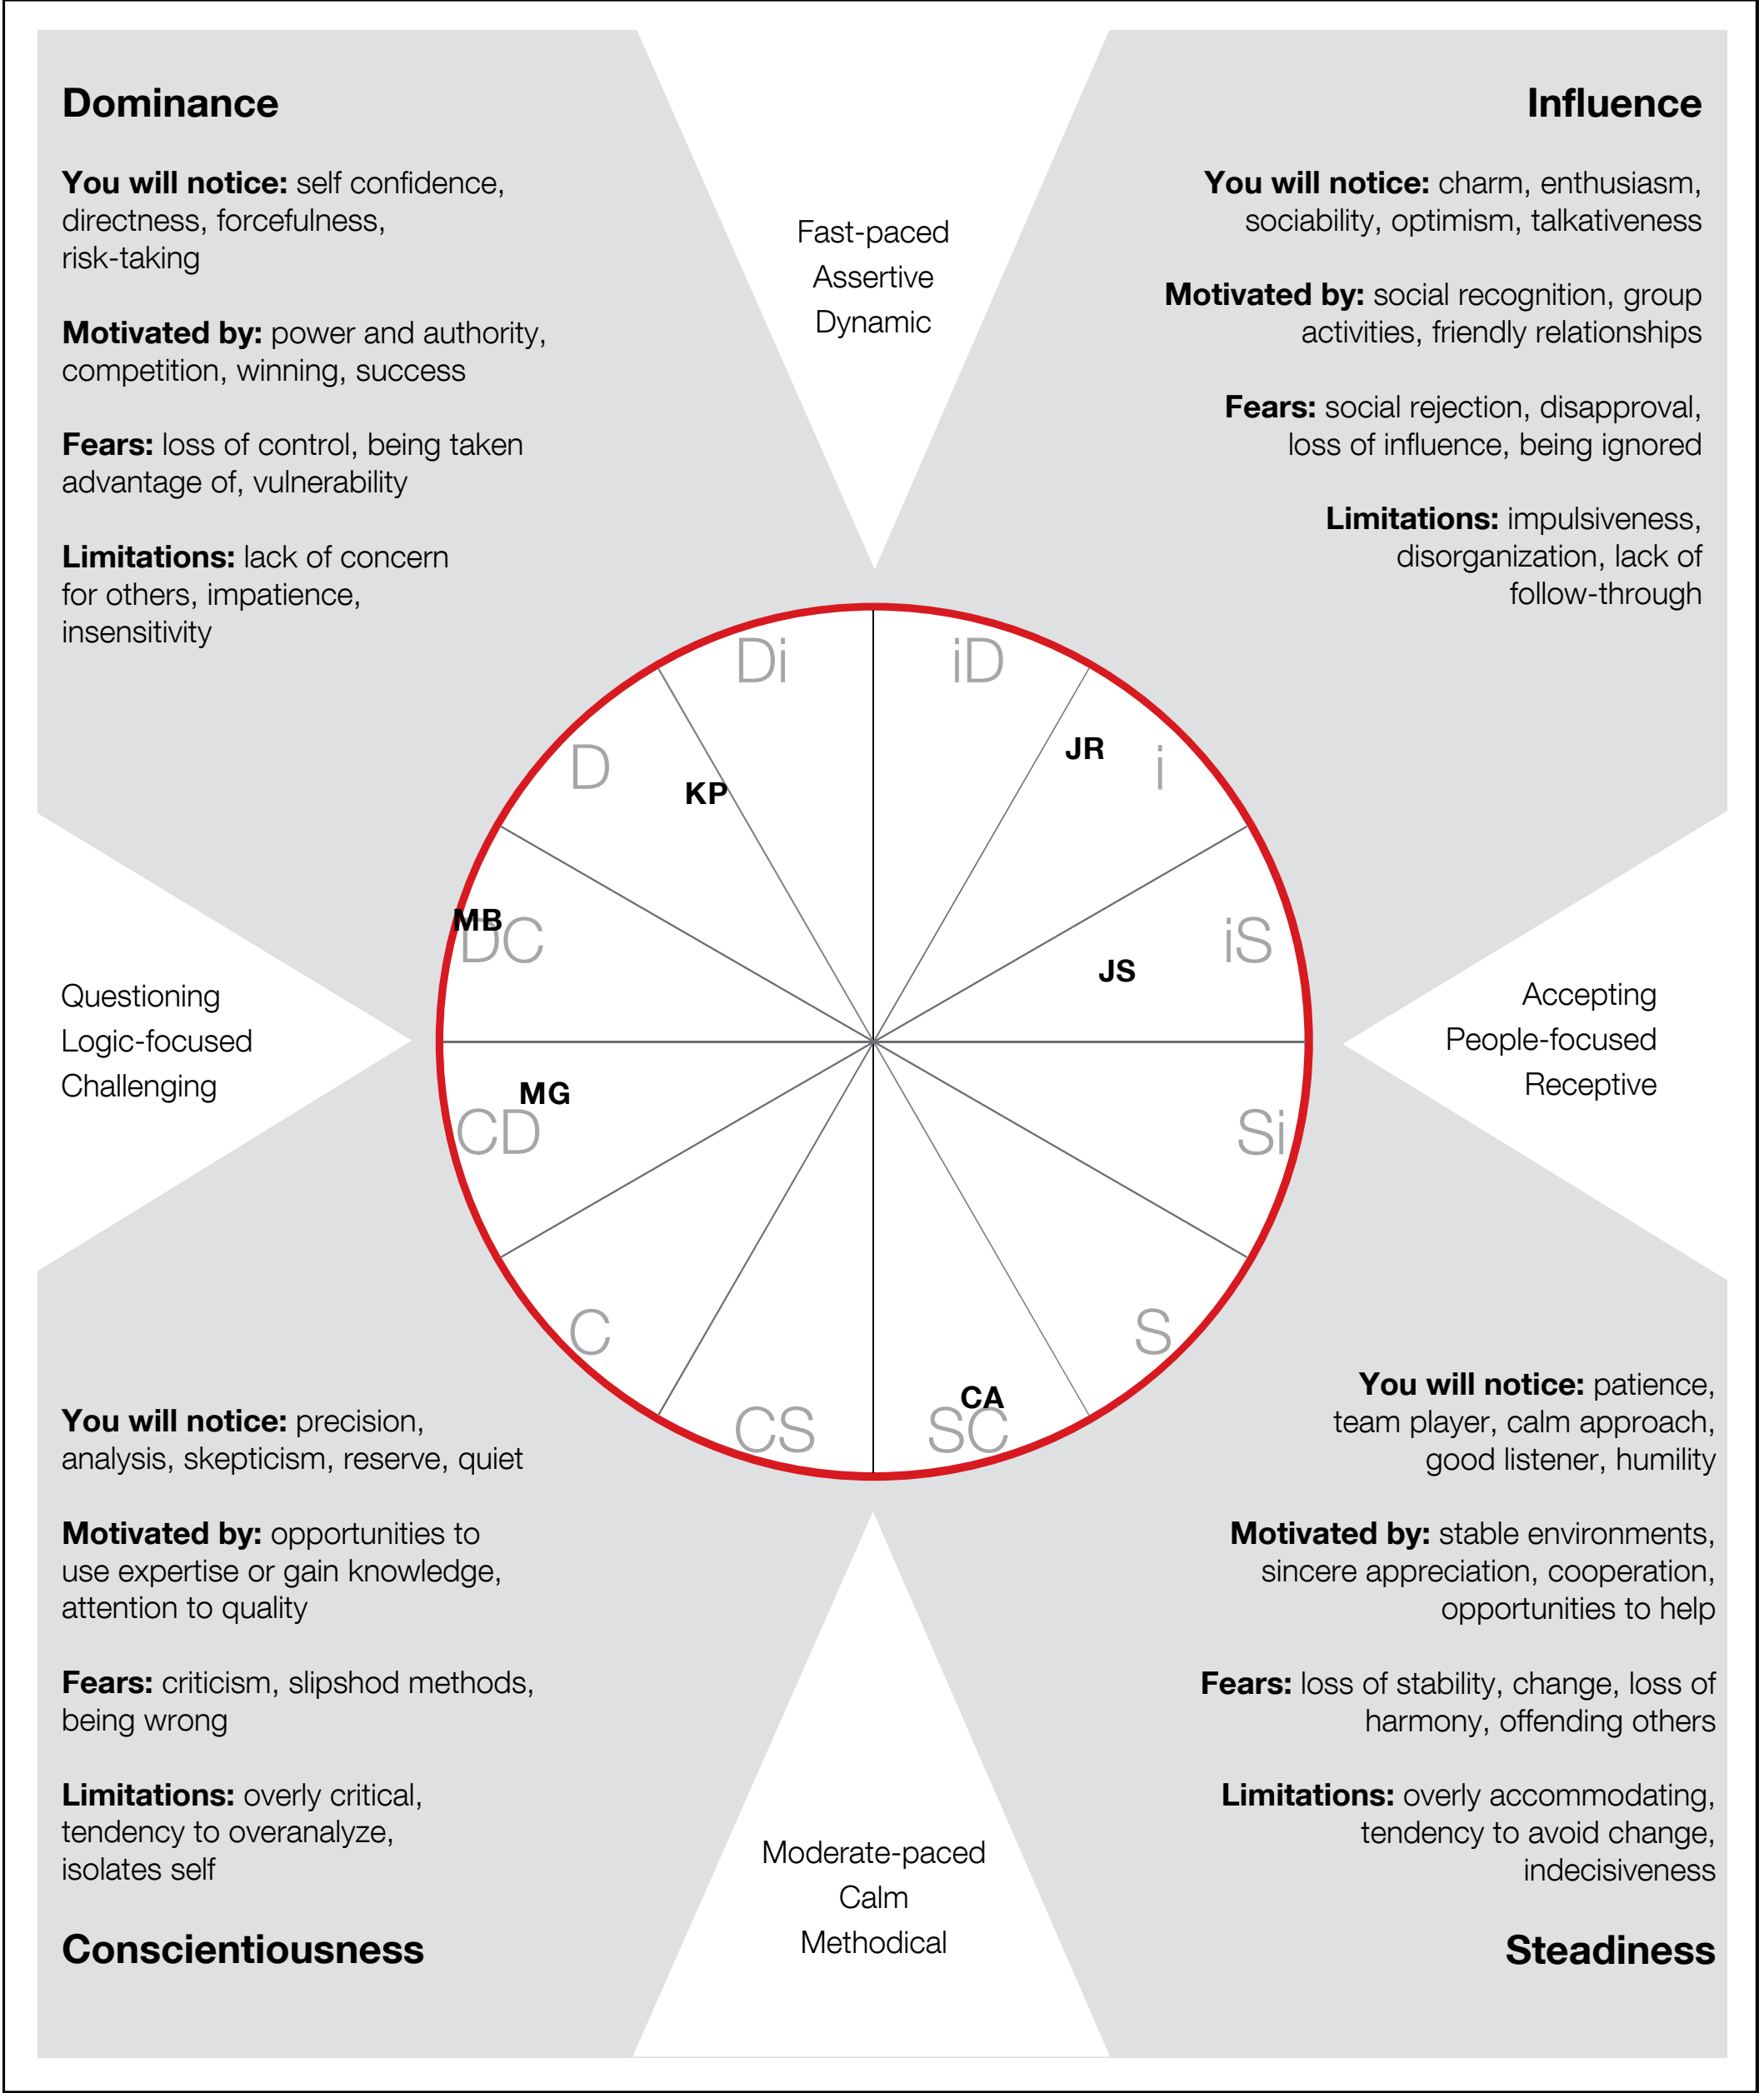 Dominance
You will notice: self confidence,
directness, forcefulness,
risk-taking
Motivated by: power and authority,
competition, winning, success
Fears: loss of control, being taken
advantage of, vulnerability
Limitations: lack of concern
for others, impatience,
insensitivity
Fast-paced
Assertive
Dynamic
Influence
You will notice: charm, enthusiasm,
sociability, optimism, talkativeness
Motivated by: social recognition, group
activities, friendly relationships
Fears: social rejection, disapproval,
loss of influence, being ignored
Limitations: impulsiveness,
disorganization, lack of
follow-through
Di
iD
D
KP
JR
i
MB
DC
JS
iS
Questioning
Logic-focused
Challenging
Accepting
People-focused
Receptive
MG
CD
Si
C
S
CS
CA
SC
You will notice: precision,
analysis, skepticism, reserve, quiet
Motivated by: opportunities to
use expertise or gain knowledge,
attention to quality
Fears: criticism, slipshod methods,
being wrong
Limitations: overly critical,
tendency to overanalyze,
isolates self
Conscientiousness
Moderate-paced
Calm
Methodical
You will notice: patience,
team player, calm approach,
good listener, humility
Motivated by: stable environments,
sincere appreciation, cooperation,
opportunities to help
Fears: loss of stability, change, loss of
harmony, offending others
Limitations: overly accommodating,
tendency to avoid change,
indecisiveness
Steadiness